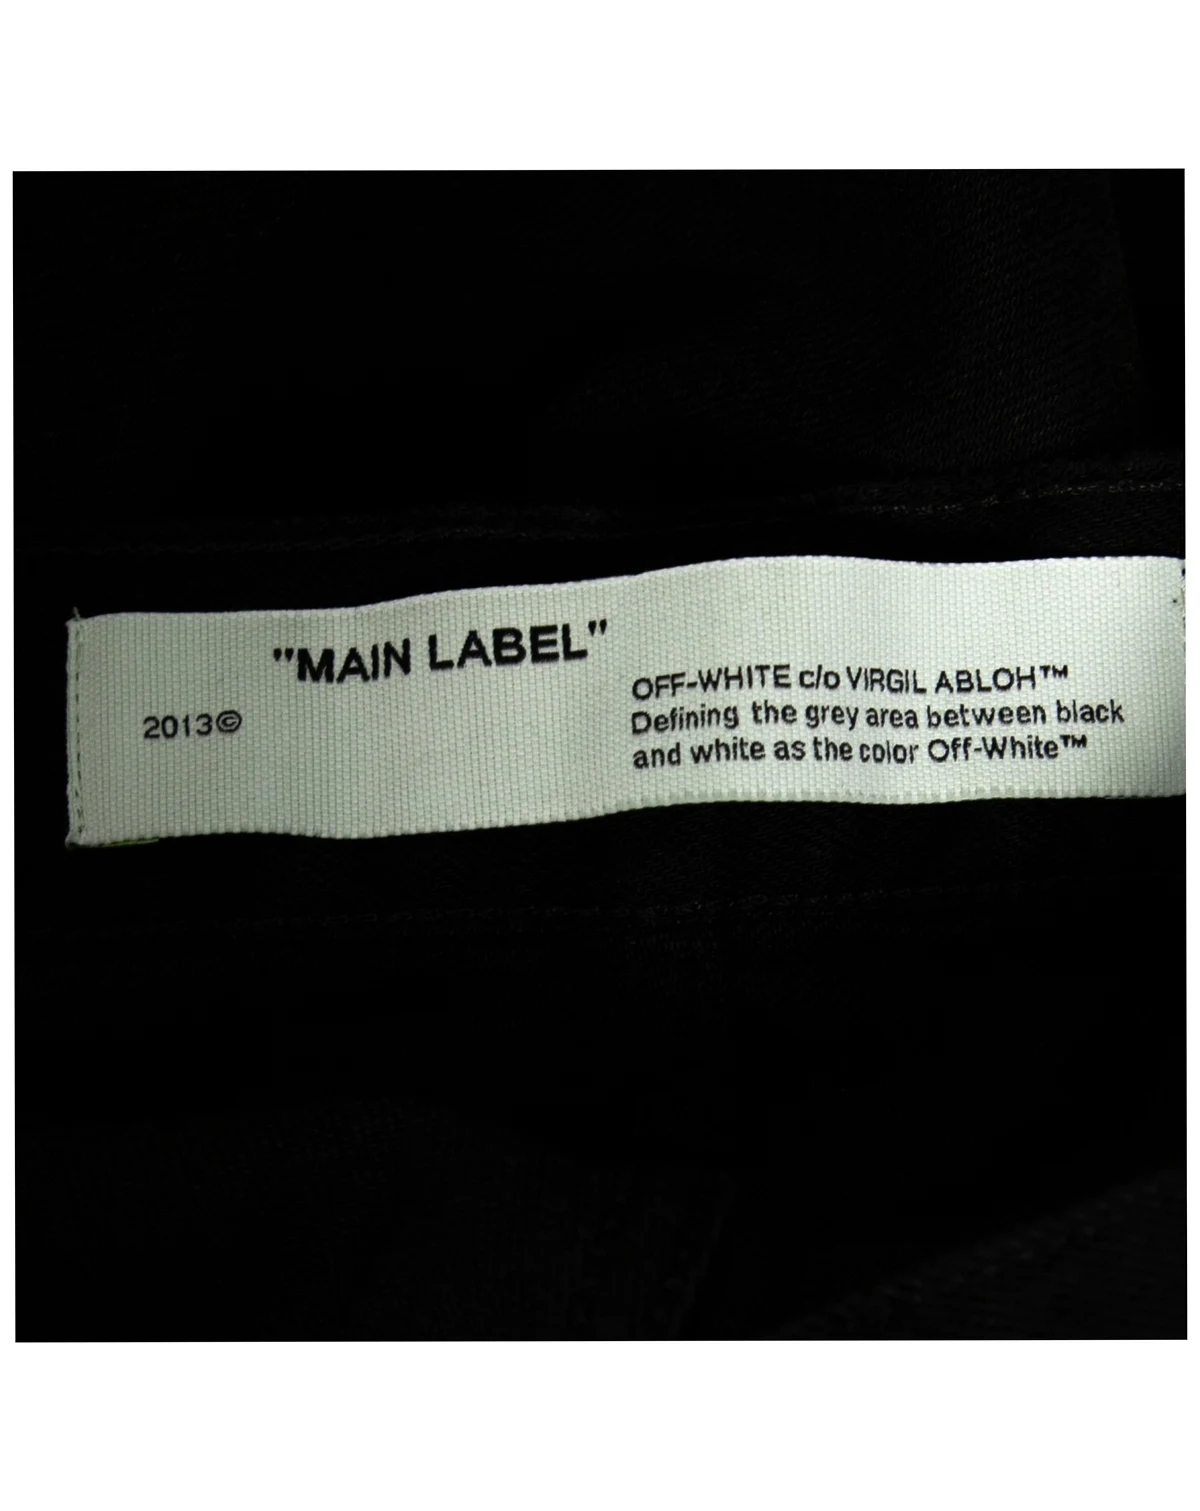 "MAIN LABEL"
2013©
OFF-WHITE c/o VIRGIL ABLOH™
Defining the grey area between black
and white as the color Off-White™